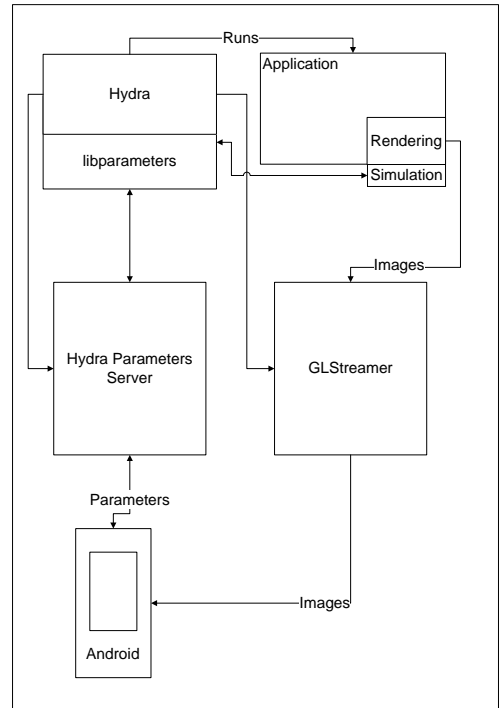 Runs
Application
Hydra
Rendering
libparameters
Simulation
Images
Hydra Parameters
Server
GLStreamer
Parameters
Images
Android